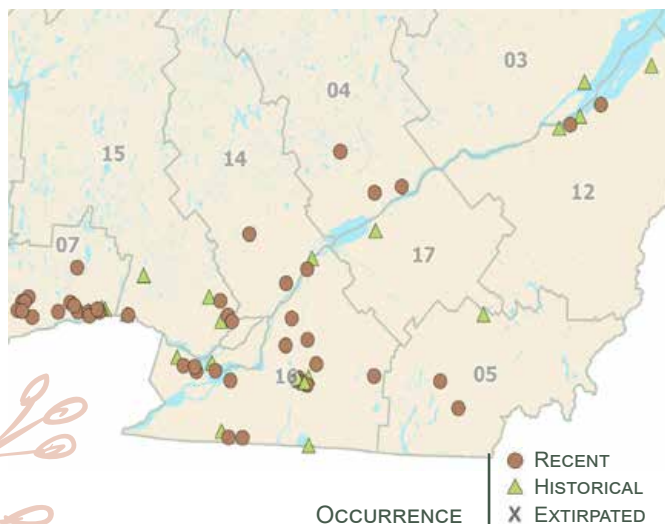 03
04
15
14
12
07
17
16
05
RECENT
HISTORICAL
OCCURRENCE
X EXTIRPATED